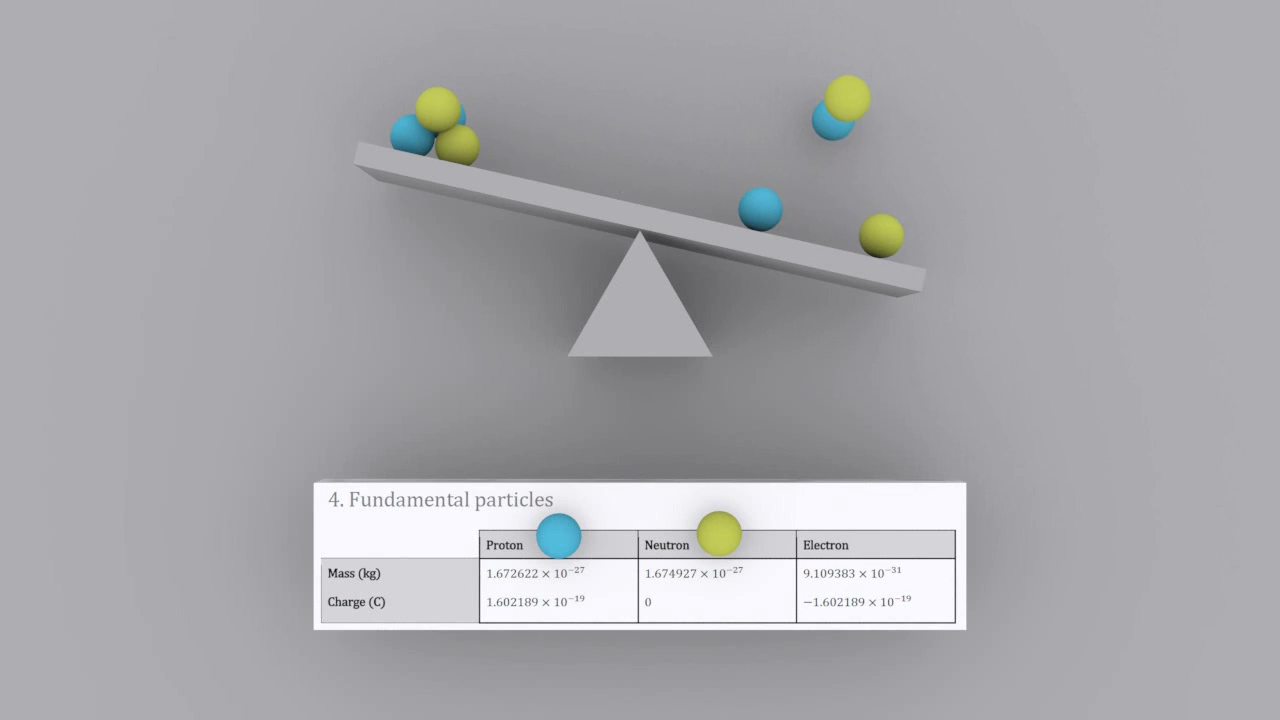 4. Fundamental particles
Proton Neutron Electron
Mass (kg) 1.672622 × 10⁻²⁷ 1.674927 × 10⁻²⁷ 9.109383 × 10⁻³¹
Charge (C) 1.602189 × 10⁻¹⁹ 0 −1.602189 × 10⁻¹⁹